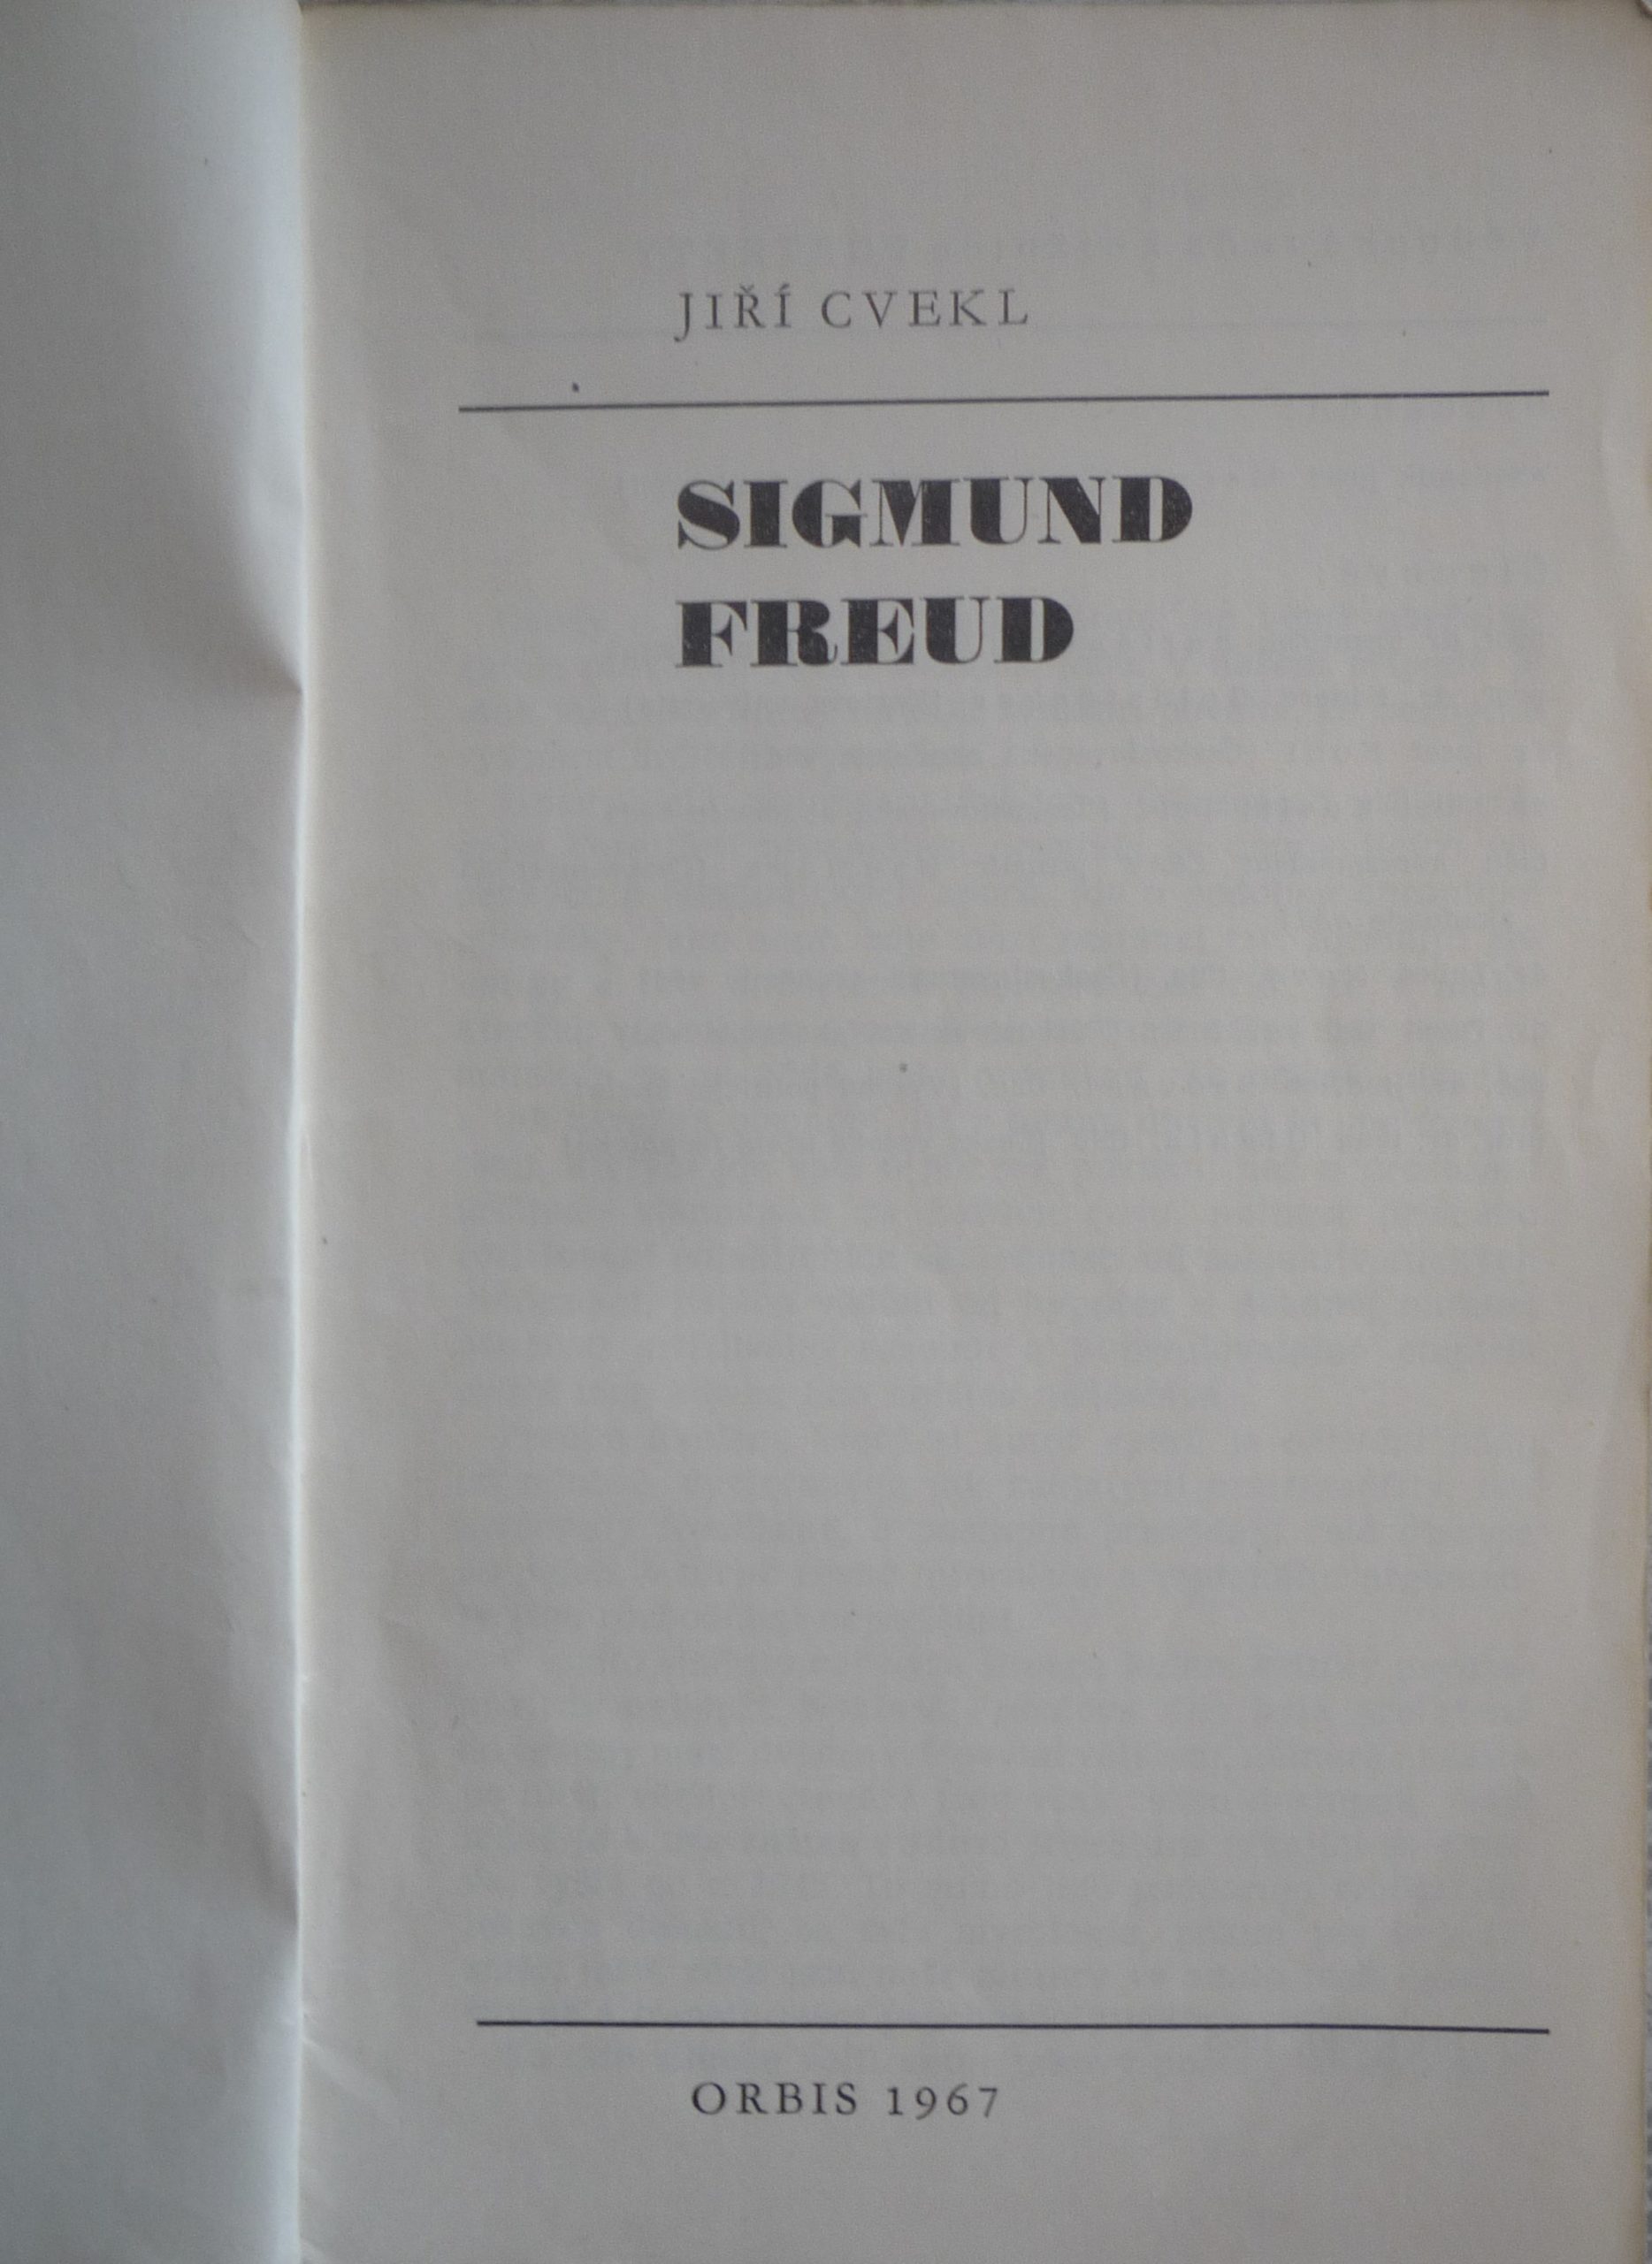 JIŘÍ CVEKL
SIGMUND
FREUD
ORBIS 1967